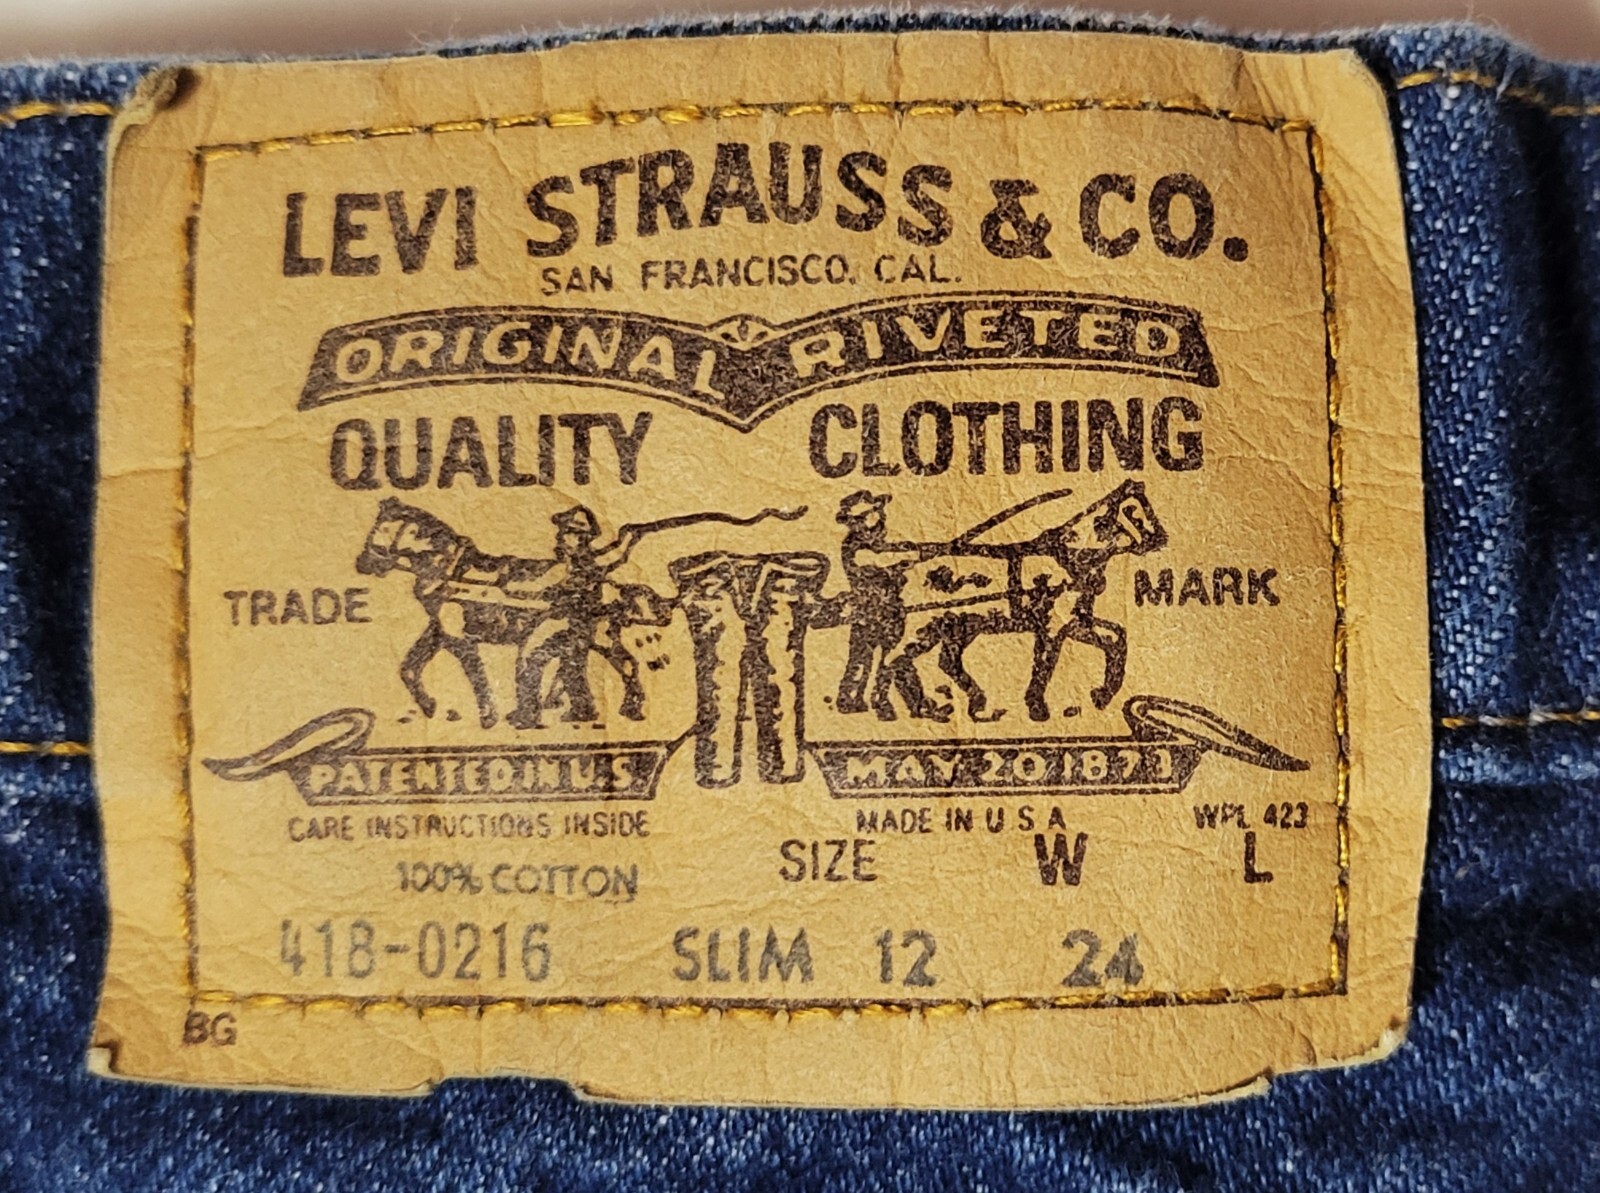 LEVI STRAUSS & CO.
SAN FRANCISCO, CAL.
ORIGINAL RIVETED
QUALITY CLOTHING
TRADE MARK
PATENTED IN U.S. MAY 20 1873
CARE INSTRUCTIONS INSIDE MADE IN U S A WPL 423
100% COTTON SIZE W L
418-0216 SLIM 12 24
BG